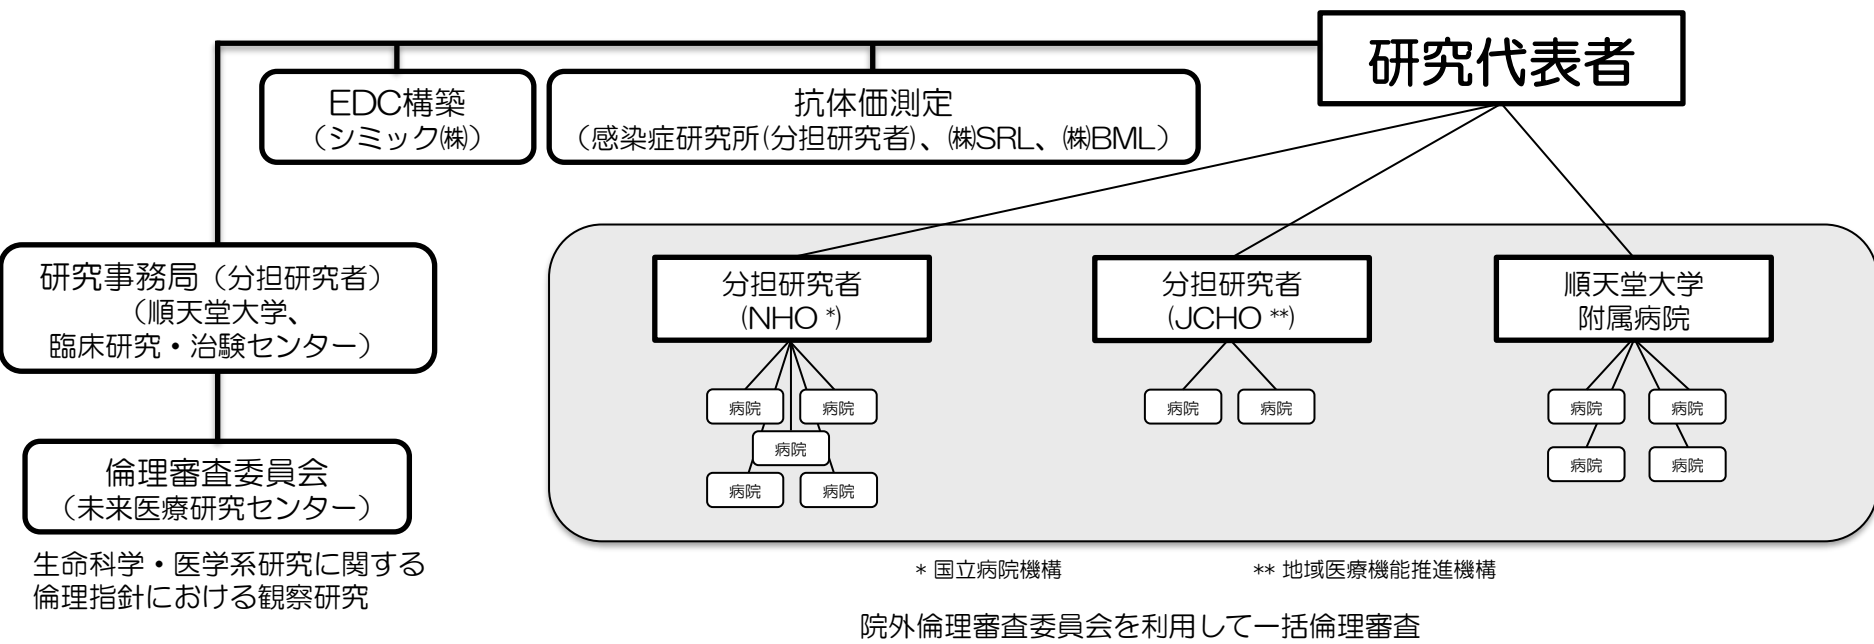 研究代表者
EDC構築
（シミック㈱）
抗体価測定
（感染症研究所(分担研究者)、㈱SRL、㈱BML）
研究事務局（分担研究者）
（順天堂大学、
臨床研究・治験センター）
倫理審査委員会
（未来医療研究センター）
生命科学・医学系研究に関する
倫理指針における観察研究
分担研究者
(NHO *)
病院
病院
病院
病院
病院
分担研究者
(JCHO **)
病院
病院
順天堂大学
附属病院
病院
病院
病院
病院
* 国立病院機構
** 地域医療機能推進機構
院外倫理審査委員会を利用して一括倫理審査